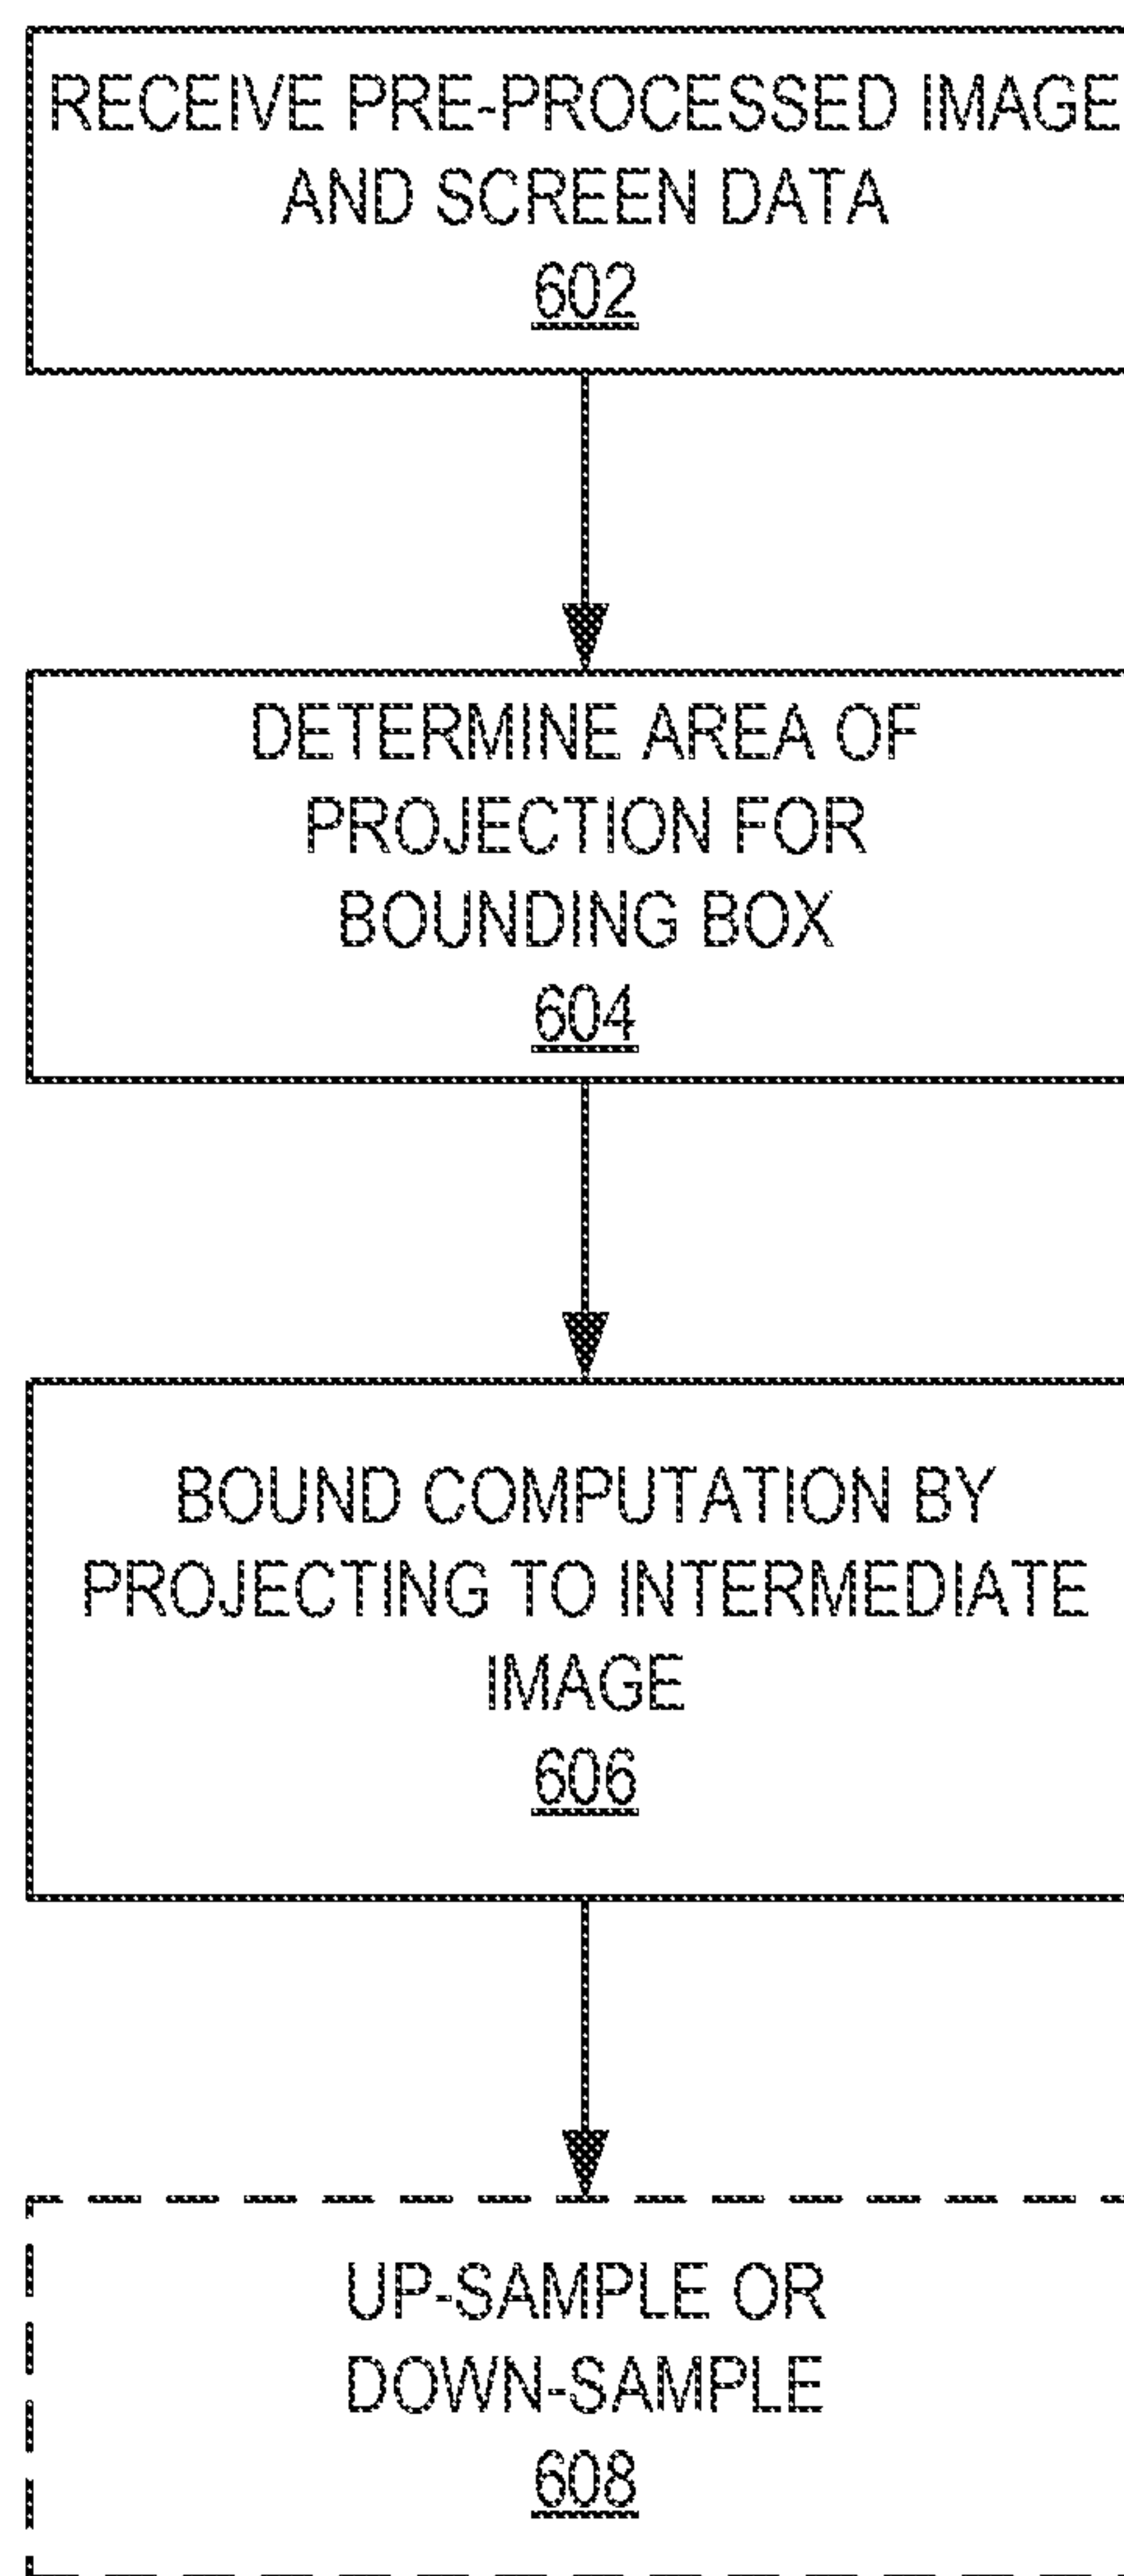 RECEIVE PRE-PROCESSED IMAGE
AND SCREEN DATA
602
DETERMINE AREA OF
PROJECTION FOR
BOUNDING BOX
604
BOUND COMPUTATION BY
PROJECTING TO INTERMEDIATE
IMAGE
606
UP-SAMPLE OR
DOWN-SAMPLE
608